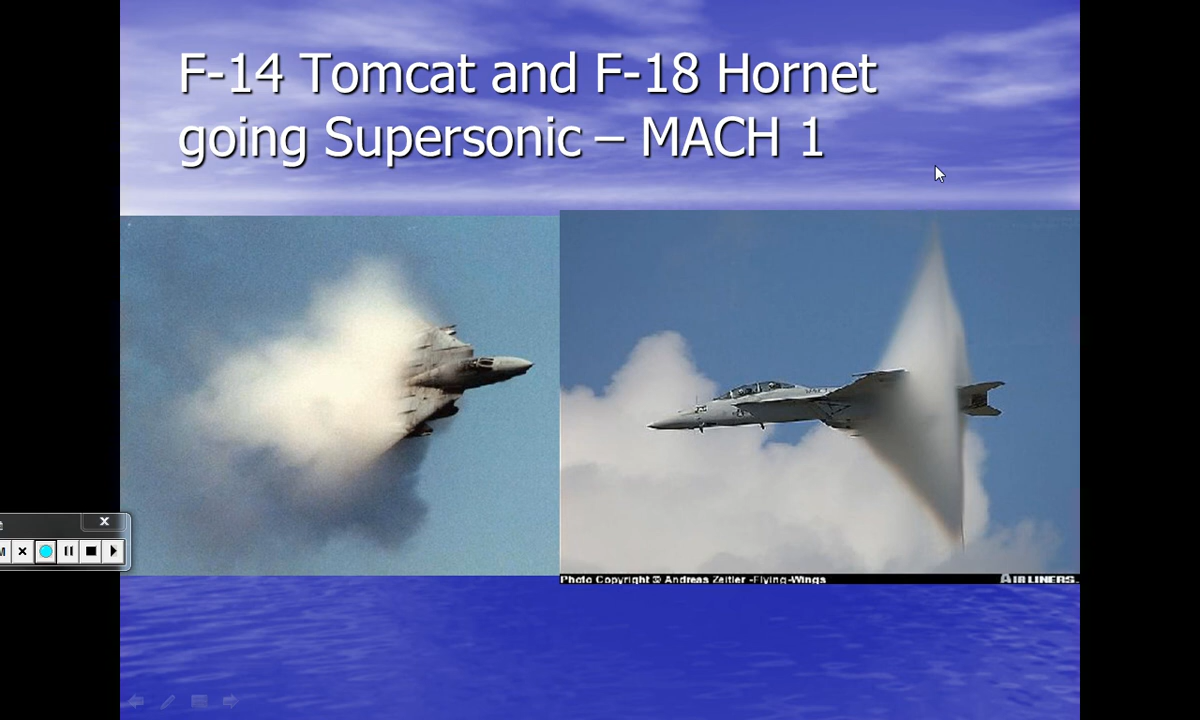 F-14 Tomcat and F-18 Hornet
going Supersonic – MACH 1
Photo Copyright © Andreas Zeitler -Flying-Wings
AIRLINERS.